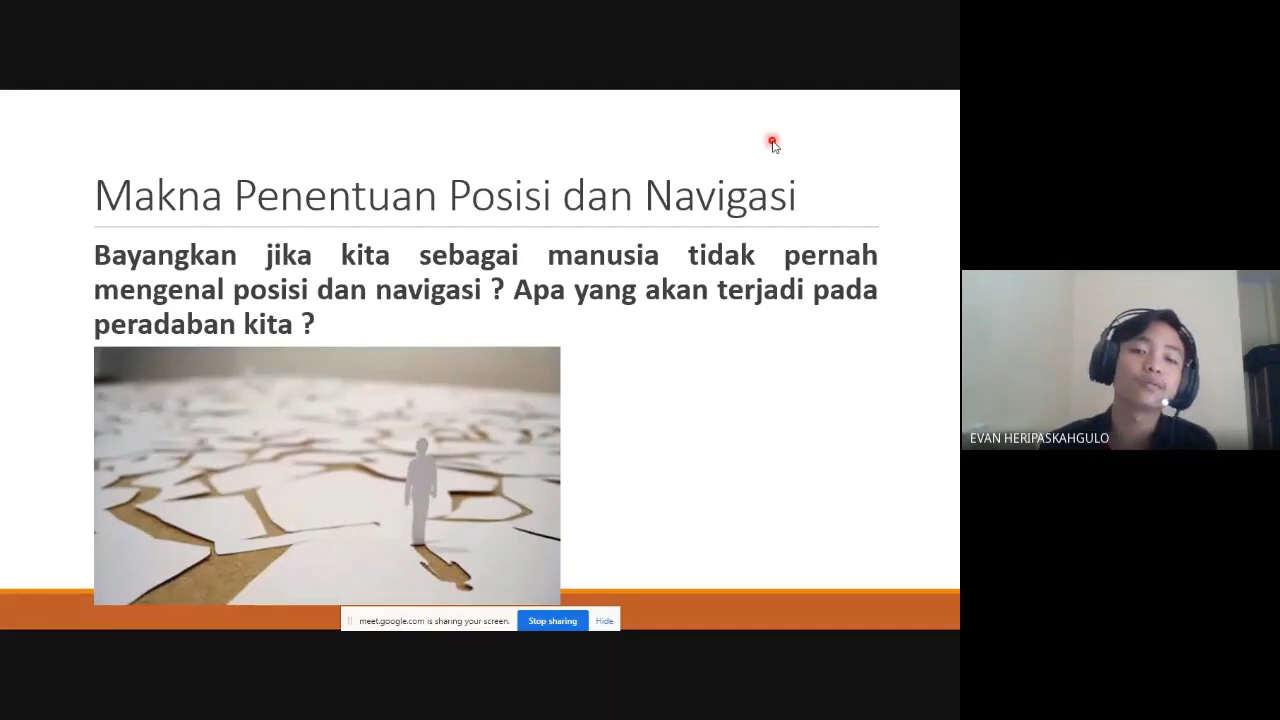 Makna Penentuan Posisi dan Navigasi
Bayangkan jika kita sebagai manusia tidak pernah
mengenal posisi dan navigasi ? Apa yang akan terjadi pada
peradaban kita ?
EVAN HERIPASKAHGULO
meet.google.com is sharing your screen. Stop sharing Hide